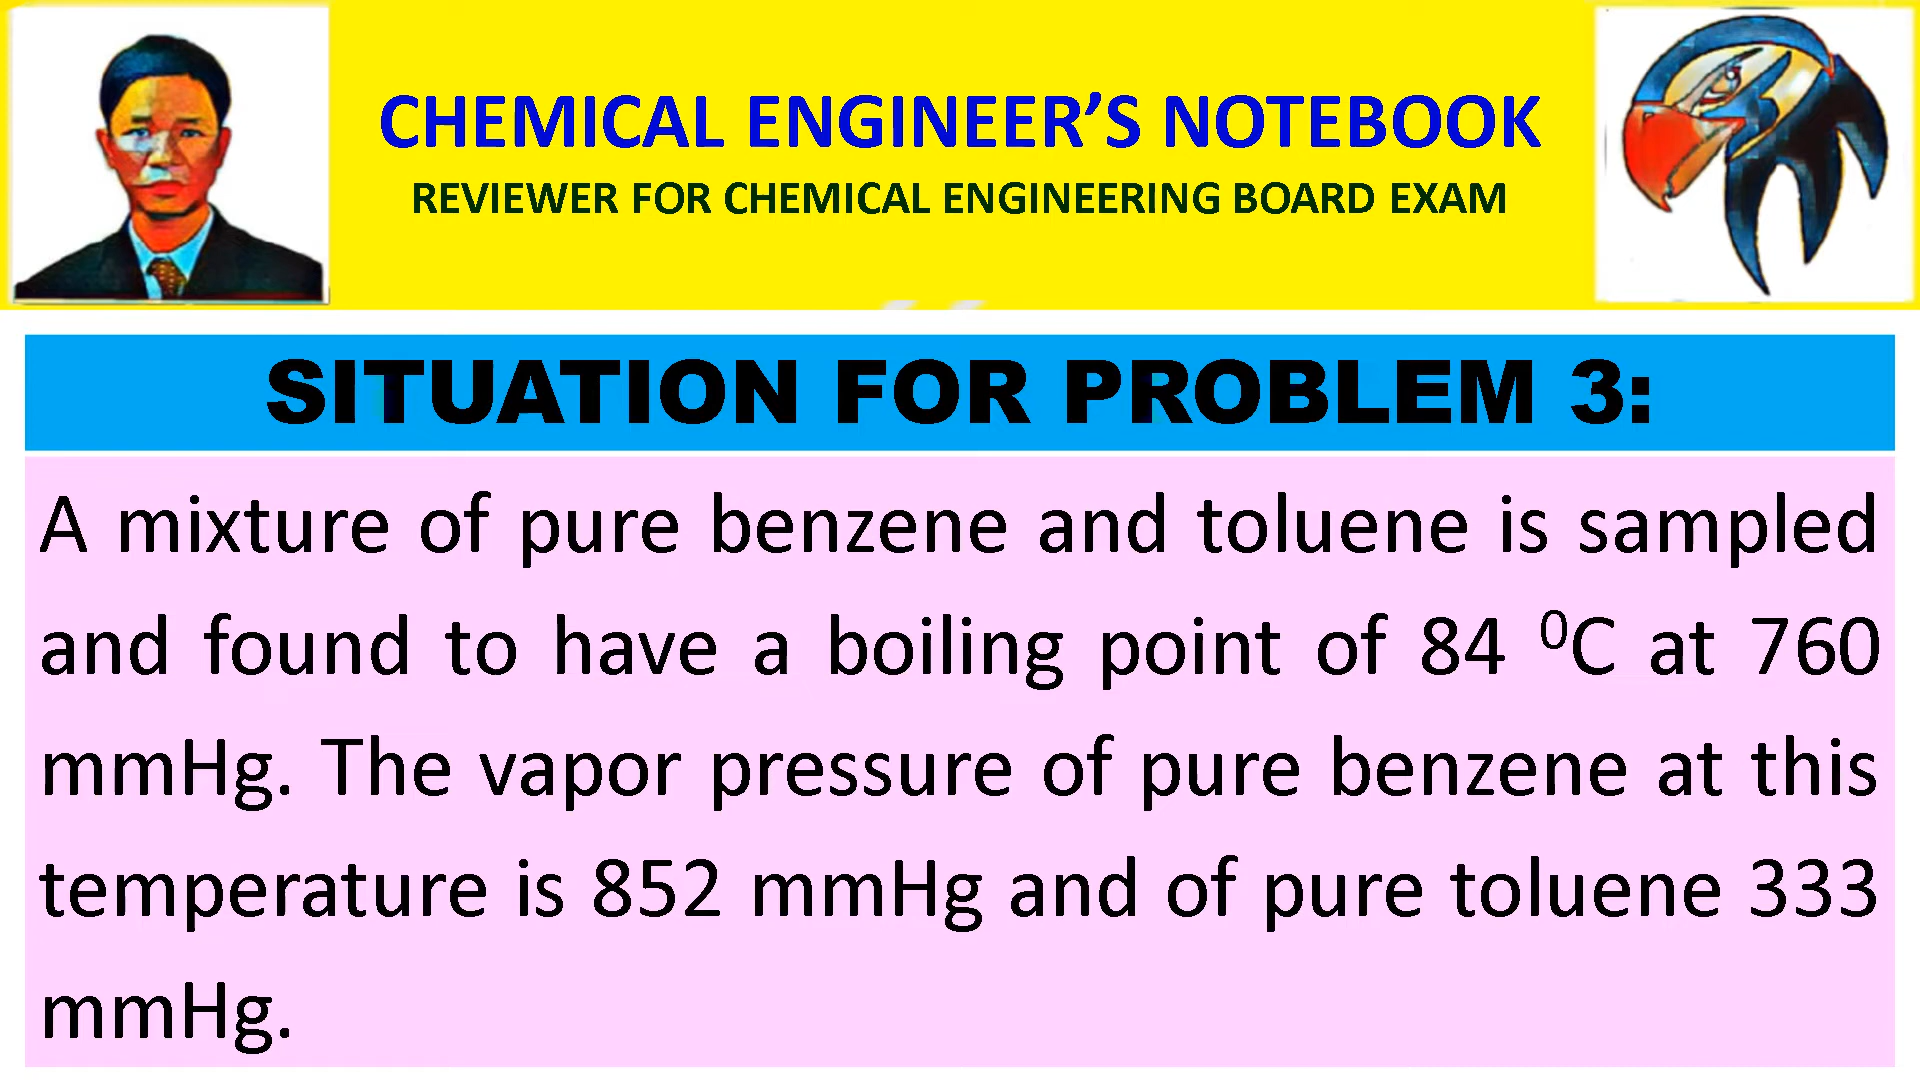 CHEMICAL ENGINEER’S NOTEBOOK
REVIEWER FOR CHEMICAL ENGINEERING BOARD EXAM
SITUATION FOR PROBLEM 3:
A mixture of pure benzene and toluene is sampled
and found to have a boiling point of 84 ⁰C at 760
mmHg. The vapor pressure of pure benzene at this
temperature is 852 mmHg and of pure toluene 333
mmHg.